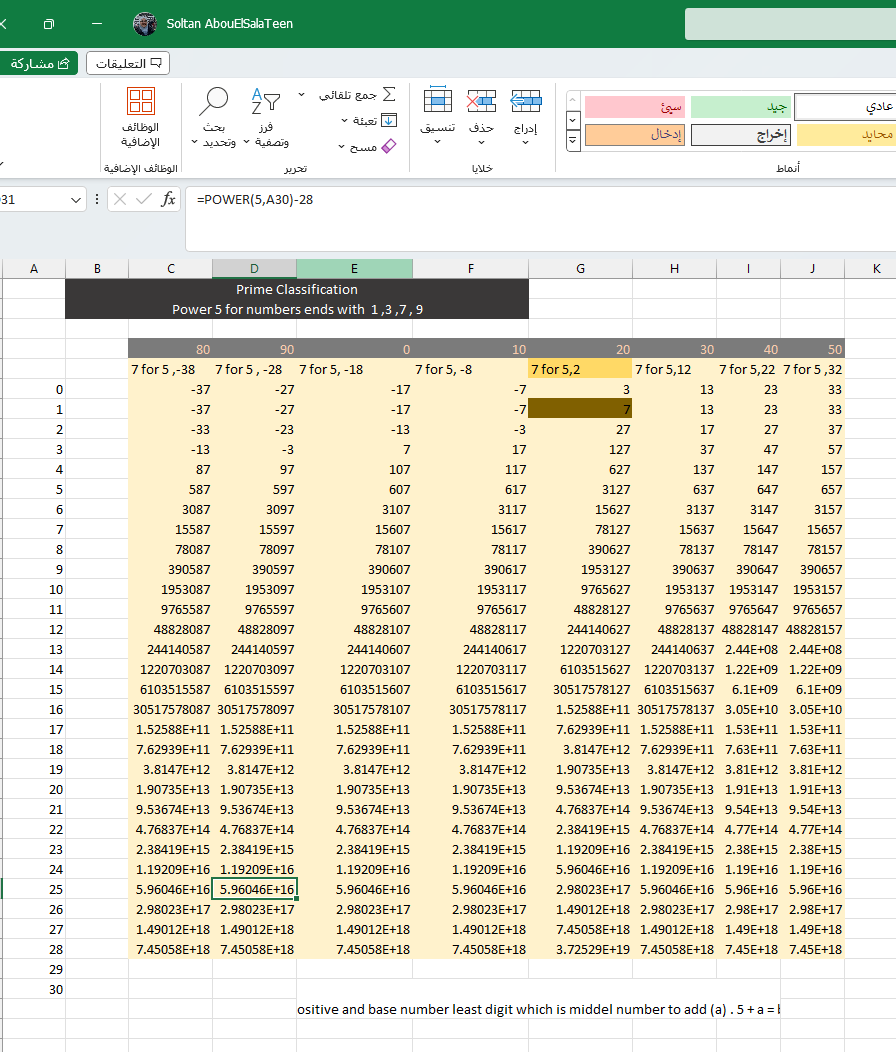 Soltan AbouElSalaTeen
مشاركة
التعليقات
الوظائف الإضافية
بحث وتحديد
فرز وتصفية
جمع تلقائي
تعبئة
مسح
تنسيق
حذف
إدراج
سيئ
جيد
عادي
إدخال
إخراج
محايد
الوظائف الإضافية
تحرير
خلايا
أنماط
31
fx
=POWER(5,A30)-28
A B C D E F G H I J K
Prime Classification
Power 5 for numbers ends with 1 ,3 ,7 , 9
80 90 0 10 20 30 40 50
7 for 5 ,-38 7 for 5 , -28 7 for 5, -18 7 for 5, -8 7 for 5,2 7 for 5,12 7 for 5,22 7 for 5 ,32
0 -37 -27 -17 -7 3 13 23 33
1 -37 -27 -17 -7 7 13 23 33
2 -33 -23 -13 -3 27 17 27 37
3 -13 -3 7 17 127 37 47 57
4 87 97 107 117 627 137 147 157
5 587 597 607 617 3127 637 647 657
6 3087 3097 3107 3117 15627 3137 3147 3157
7 15587 15597 15607 15617 78127 15637 15647 15657
8 78087 78097 78107 78117 390627 78137 78147 78157
9 390587 390597 390607 390617 1953127 390637 390647 390657
10 1953087 1953097 1953107 1953117 9765627 1953137 1953147 1953157
11 9765587 9765597 9765607 9765617 48828127 9765637 9765647 9765657
12 48828087 48828097 48828107 48828117 244140627 48828137 48828147 48828157
13 244140587 244140597 244140607 244140617 1220703127 244140637 2.44E+08 2.44E+08
14 1220703087 1220703097 1220703107 1220703117 6103515627 1220703137 1.22E+09 1.22E+09
15 6103515587 6103515597 6103515607 6103515617 30517578127 6103515637 6.1E+09 6.1E+09
16 30517578087 30517578097 30517578107 30517578117 1.52588E+11 30517578137 3.05E+10 3.05E+10
17 1.52588E+11 1.52588E+11 1.52588E+11 1.52588E+11 7.62939E+11 1.52588E+11 1.53E+11 1.53E+11
18 7.62939E+11 7.62939E+11 7.62939E+11 7.62939E+11 3.8147E+12 7.62939E+11 7.63E+11 7.63E+11
19 3.8147E+12 3.8147E+12 3.8147E+12 3.8147E+12 1.90735E+13 3.8147E+12 3.81E+12 3.81E+12
20 1.90735E+13 1.90735E+13 1.90735E+13 1.90735E+13 9.53674E+13 1.90735E+13 1.91E+13 1.91E+13
21 9.53674E+13 9.53674E+13 9.53674E+13 9.53674E+13 4.76837E+14 9.53674E+13 9.54E+13 9.54E+13
22 4.76837E+14 4.76837E+14 4.76837E+14 4.76837E+14 2.38419E+15 4.76837E+14 4.77E+14 4.77E+14
23 2.38419E+15 2.38419E+15 2.38419E+15 2.38419E+15 1.19209E+16 2.38419E+15 2.38E+15 2.38E+15
24 1.19209E+16 1.19209E+16 1.19209E+16 1.19209E+16 5.96046E+16 1.19209E+16 1.19E+16 1.19E+16
25 5.96046E+16 5.96046E+16 5.96046E+16 5.96046E+16 2.98023E+17 5.96046E+16 5.96E+16 5.96E+16
26 2.98023E+17 2.98023E+17 2.98023E+17 2.98023E+17 1.49012E+18 2.98023E+17 2.98E+17 2.98E+17
27 1.49012E+18 1.49012E+18 1.49012E+18 1.49012E+18 7.45058E+18 1.49012E+18 1.49E+18 1.49E+18
28 7.45058E+18 7.45058E+18 7.45058E+18 7.45058E+18 3.72529E+19 7.45058E+18 7.45E+18 7.45E+18
29
30
ositive and base number least digit which is middel number to add (a) . 5 + a =